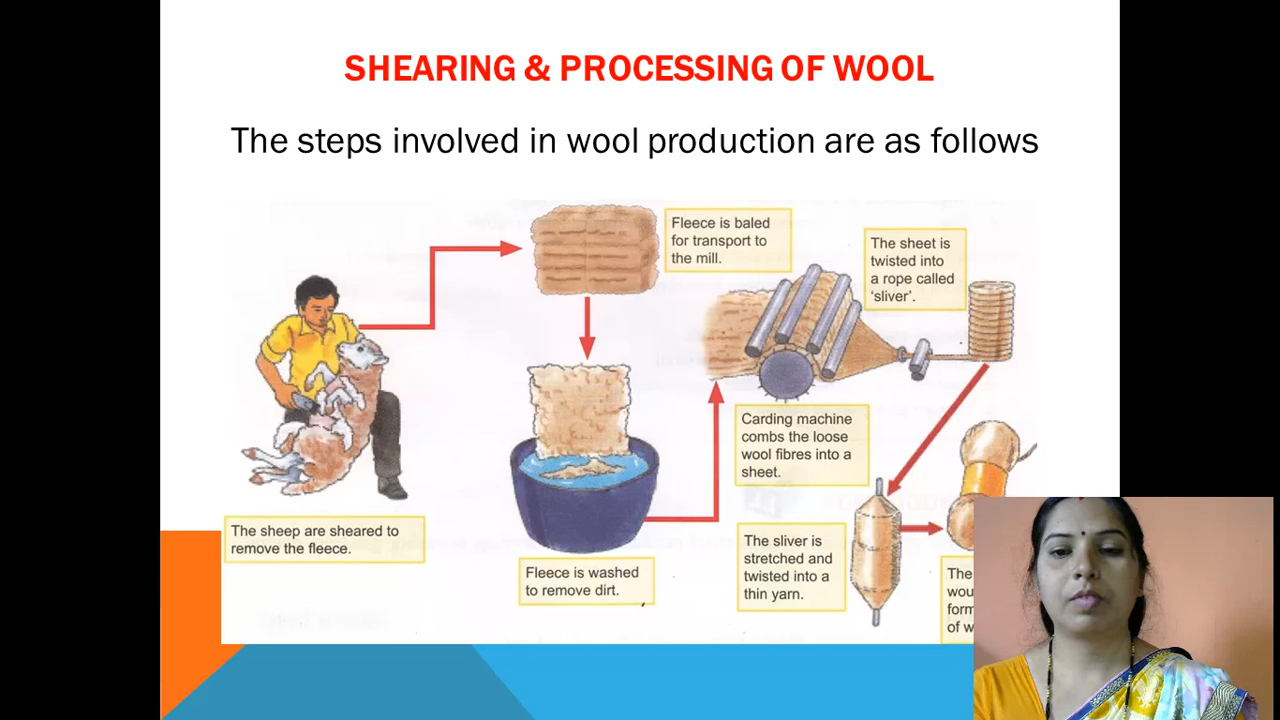 SHEARING & PROCESSING OF WOOL
The steps involved in wool production are as follows
The sheep are sheared to
remove the fleece.
Fleece is baled
for transport to
the mill.
Fleece is washed
to remove dirt.
Carding machine
combs the loose
wool fibres into a
sheet.
The sheet is
twisted into
a rope called
‘sliver’.
The sliver is
stretched and
twisted into a
thin yarn.
The
of